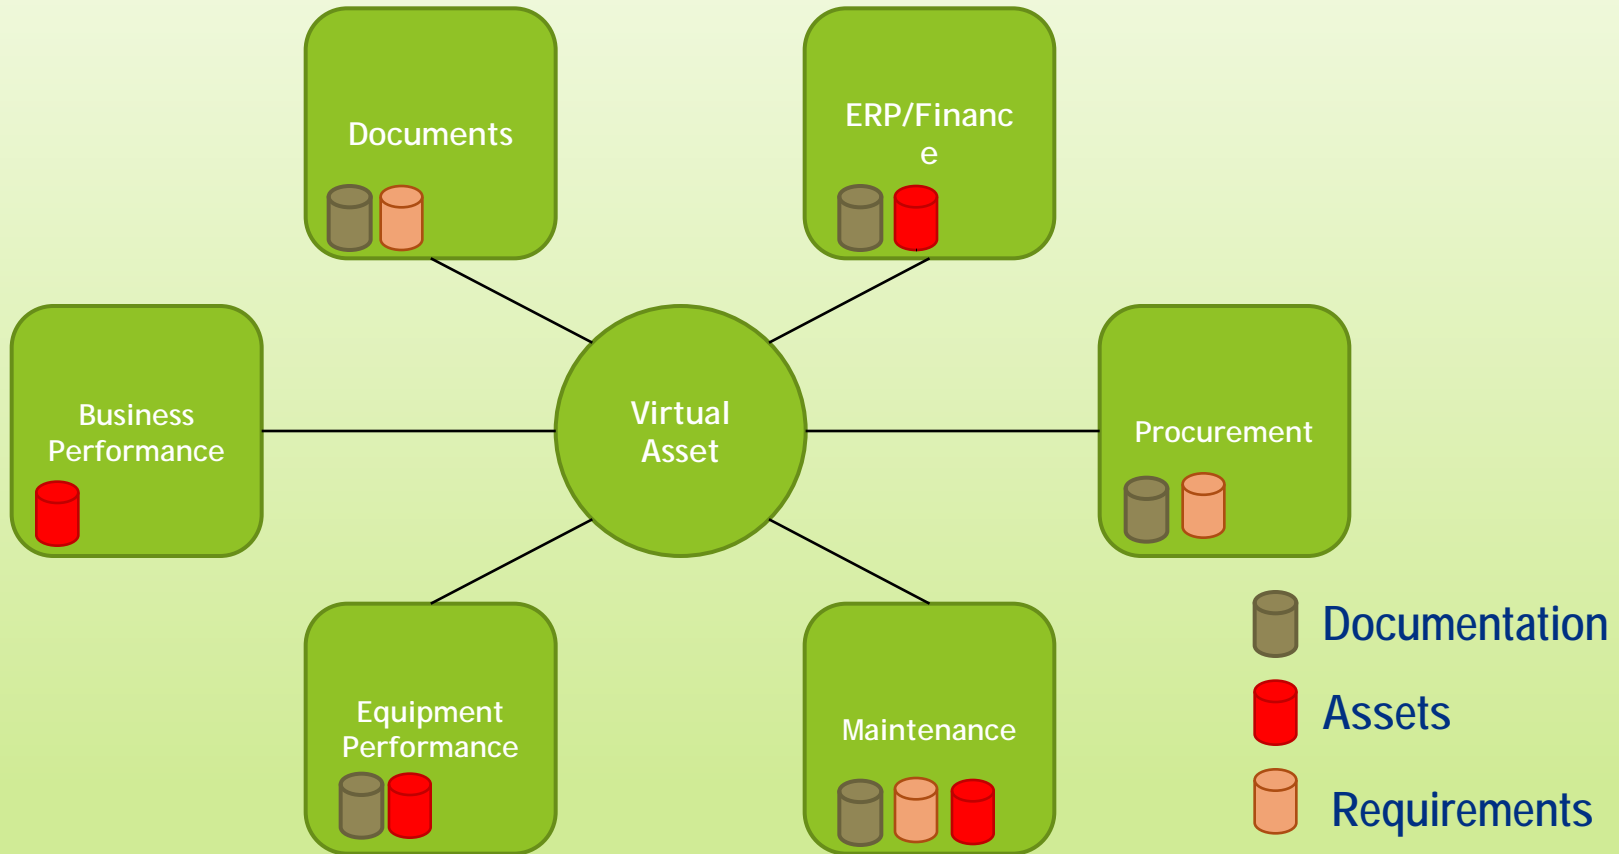 Documents
ERP/Financ
e
Business
Performance
Virtual
Asset
Procurement
Equipment
Performance
Maintenance
Documentation
Assets
Requirements